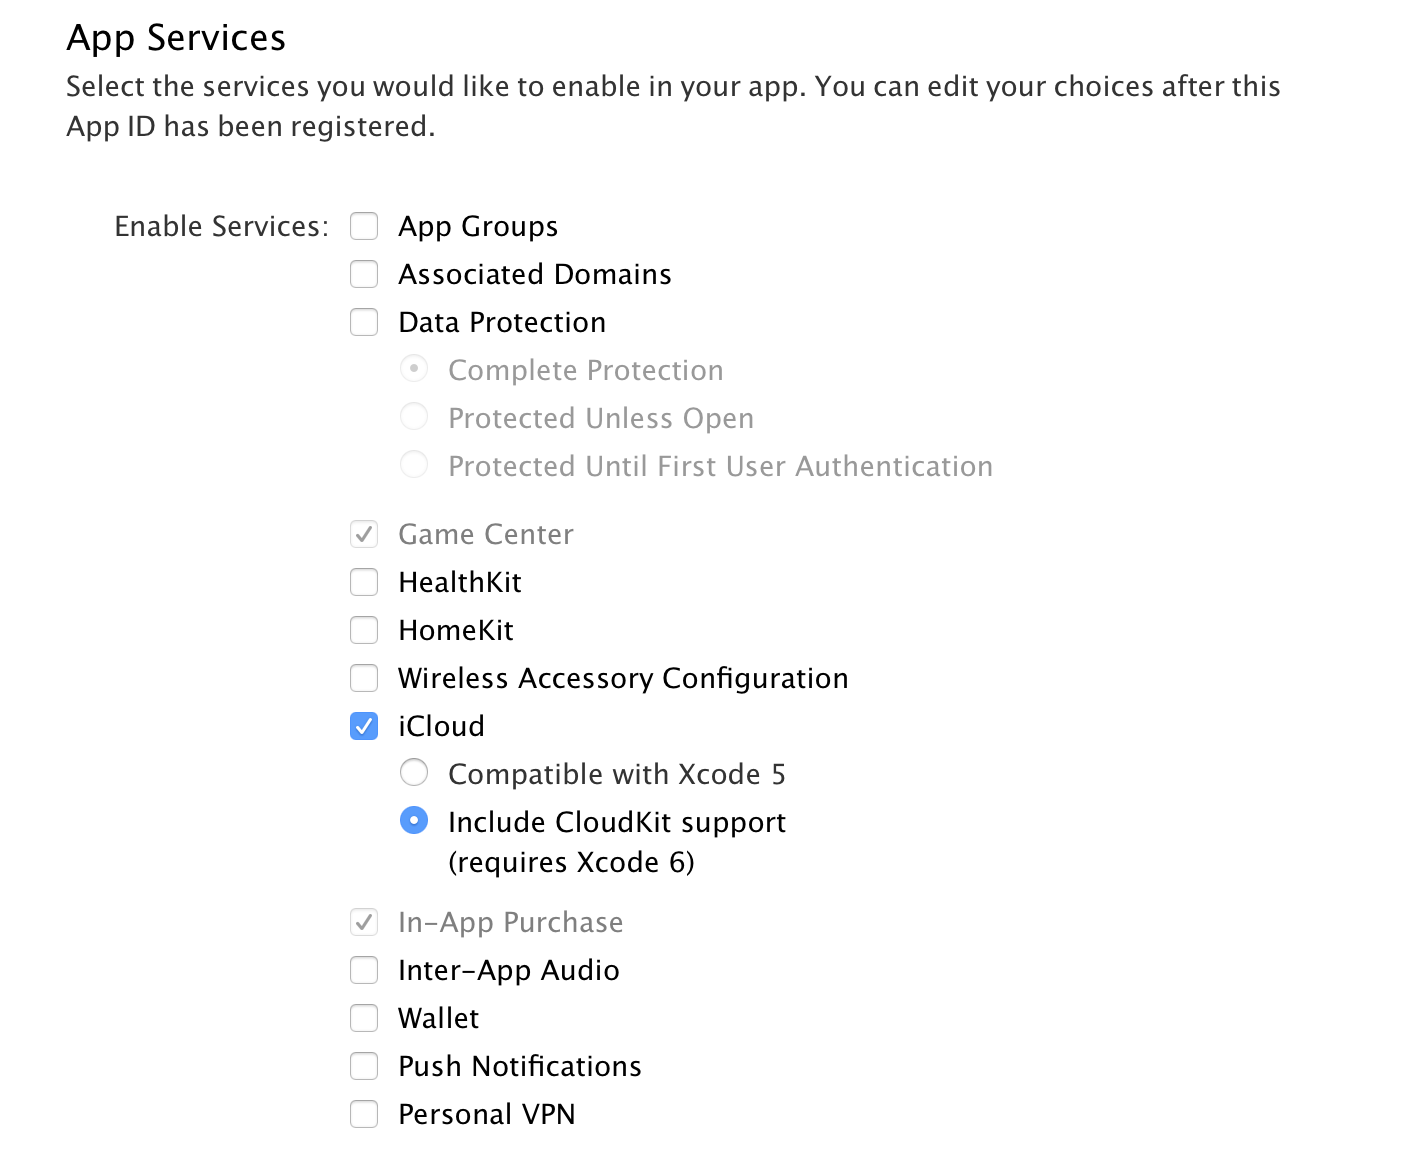 App Services
Select the services you would like to enable in your app. You can edit your choices after this
App ID has been registered.
Enable Services:
App Groups
Associated Domains
Data Protection
Complete Protection
Protected Unless Open
Protected Until First User Authentication
Game Center
HealthKit
HomeKit
Wireless Accessory Configuration
iCloud
Compatible with Xcode 5
Include CloudKit support
(requires Xcode 6)
In-App Purchase
Inter-App Audio
Wallet
Push Notifications
Personal VPN